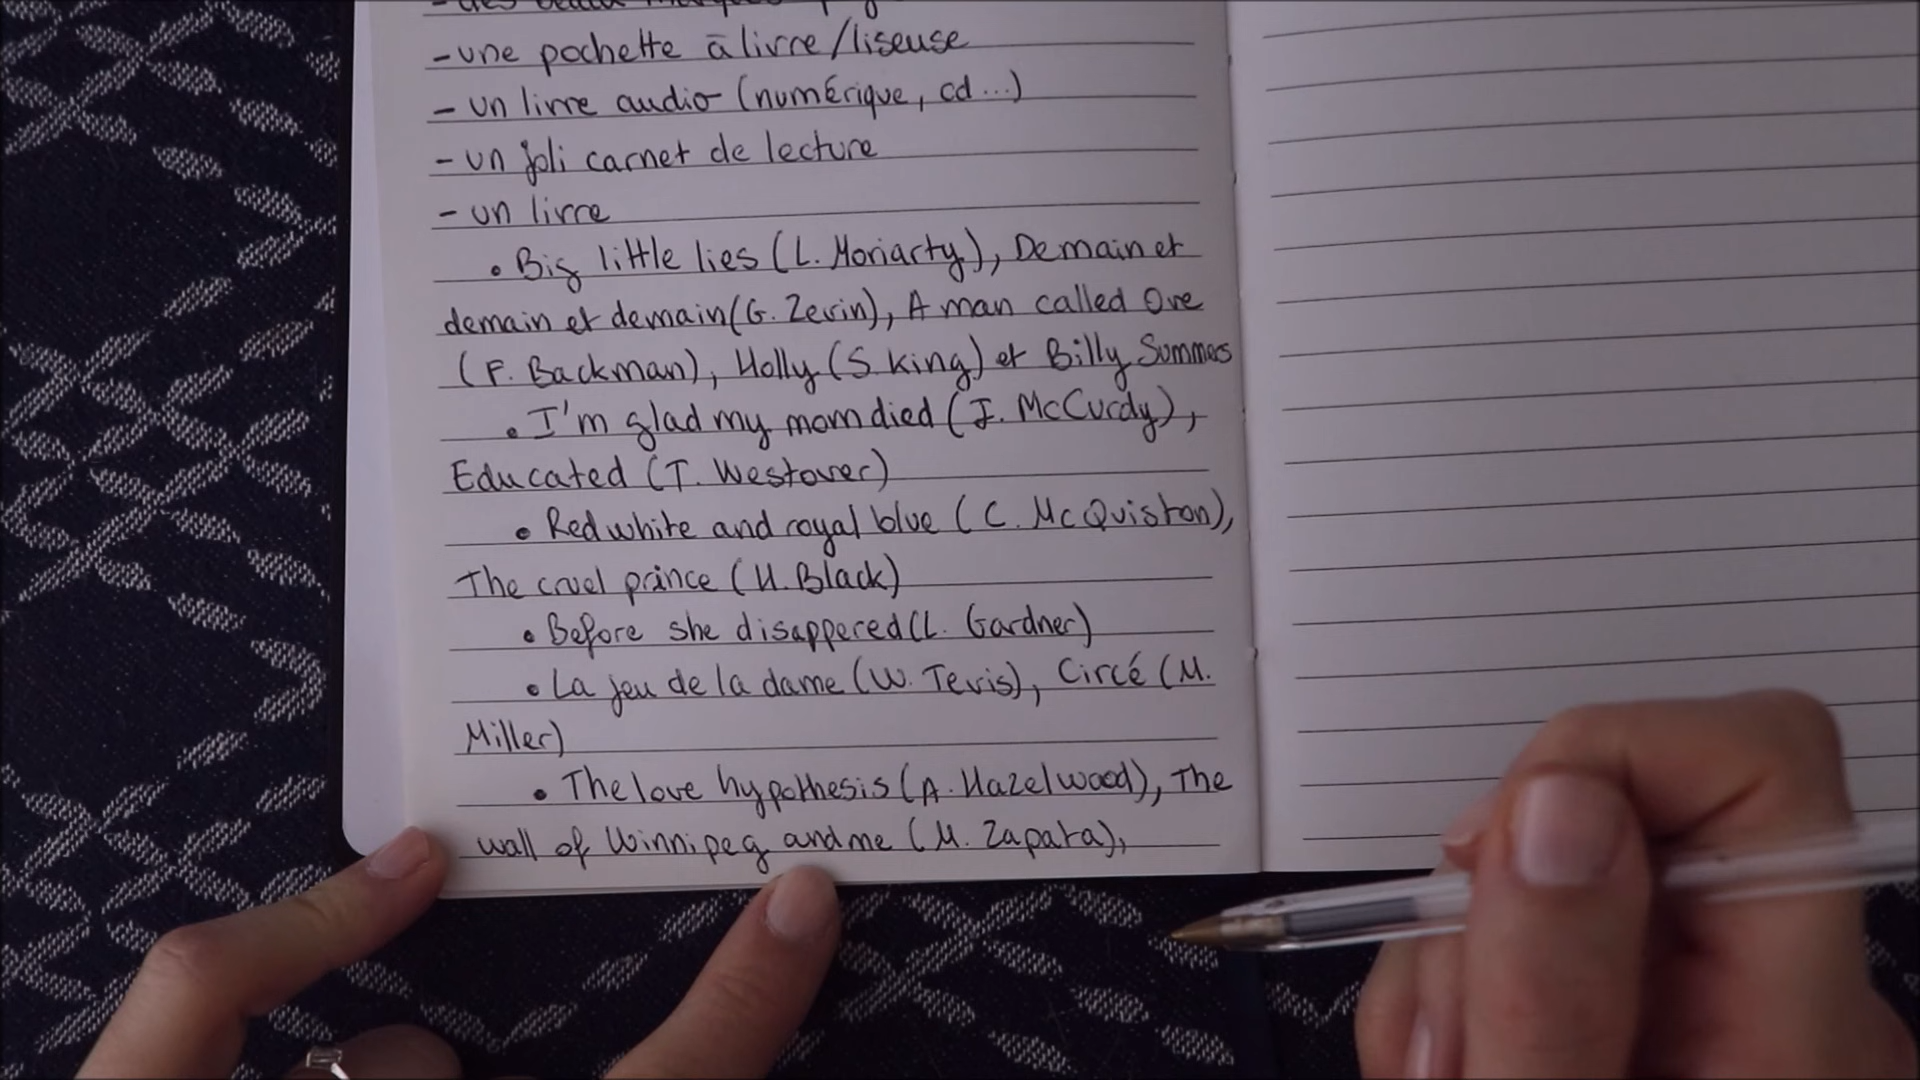 - des beaux
- une pochette à livre/liseuse
- un livre audio (numérique, cd...)
- un joli carnet de lecture
- un livre
• Big little lies (L. Moriarty), Demain et
demain et demain (G. Zevin), A man called Ove
(F. Backman), Holly (S. King) et Billy Summers
• I'm glad my mom died (J. McCurdy),
Educated (T. Westover)
• Red white and royal blue (C. McQuiston),
The cruel prince (H. Black)
• Before she disappered (L. Gardner)
• La jeu de la dame (W. Tevis), Circé (M.
Miller)
• The love hypothesis (A. Hazelwood), The
wall of Winnipeg and me (M. Zapata),